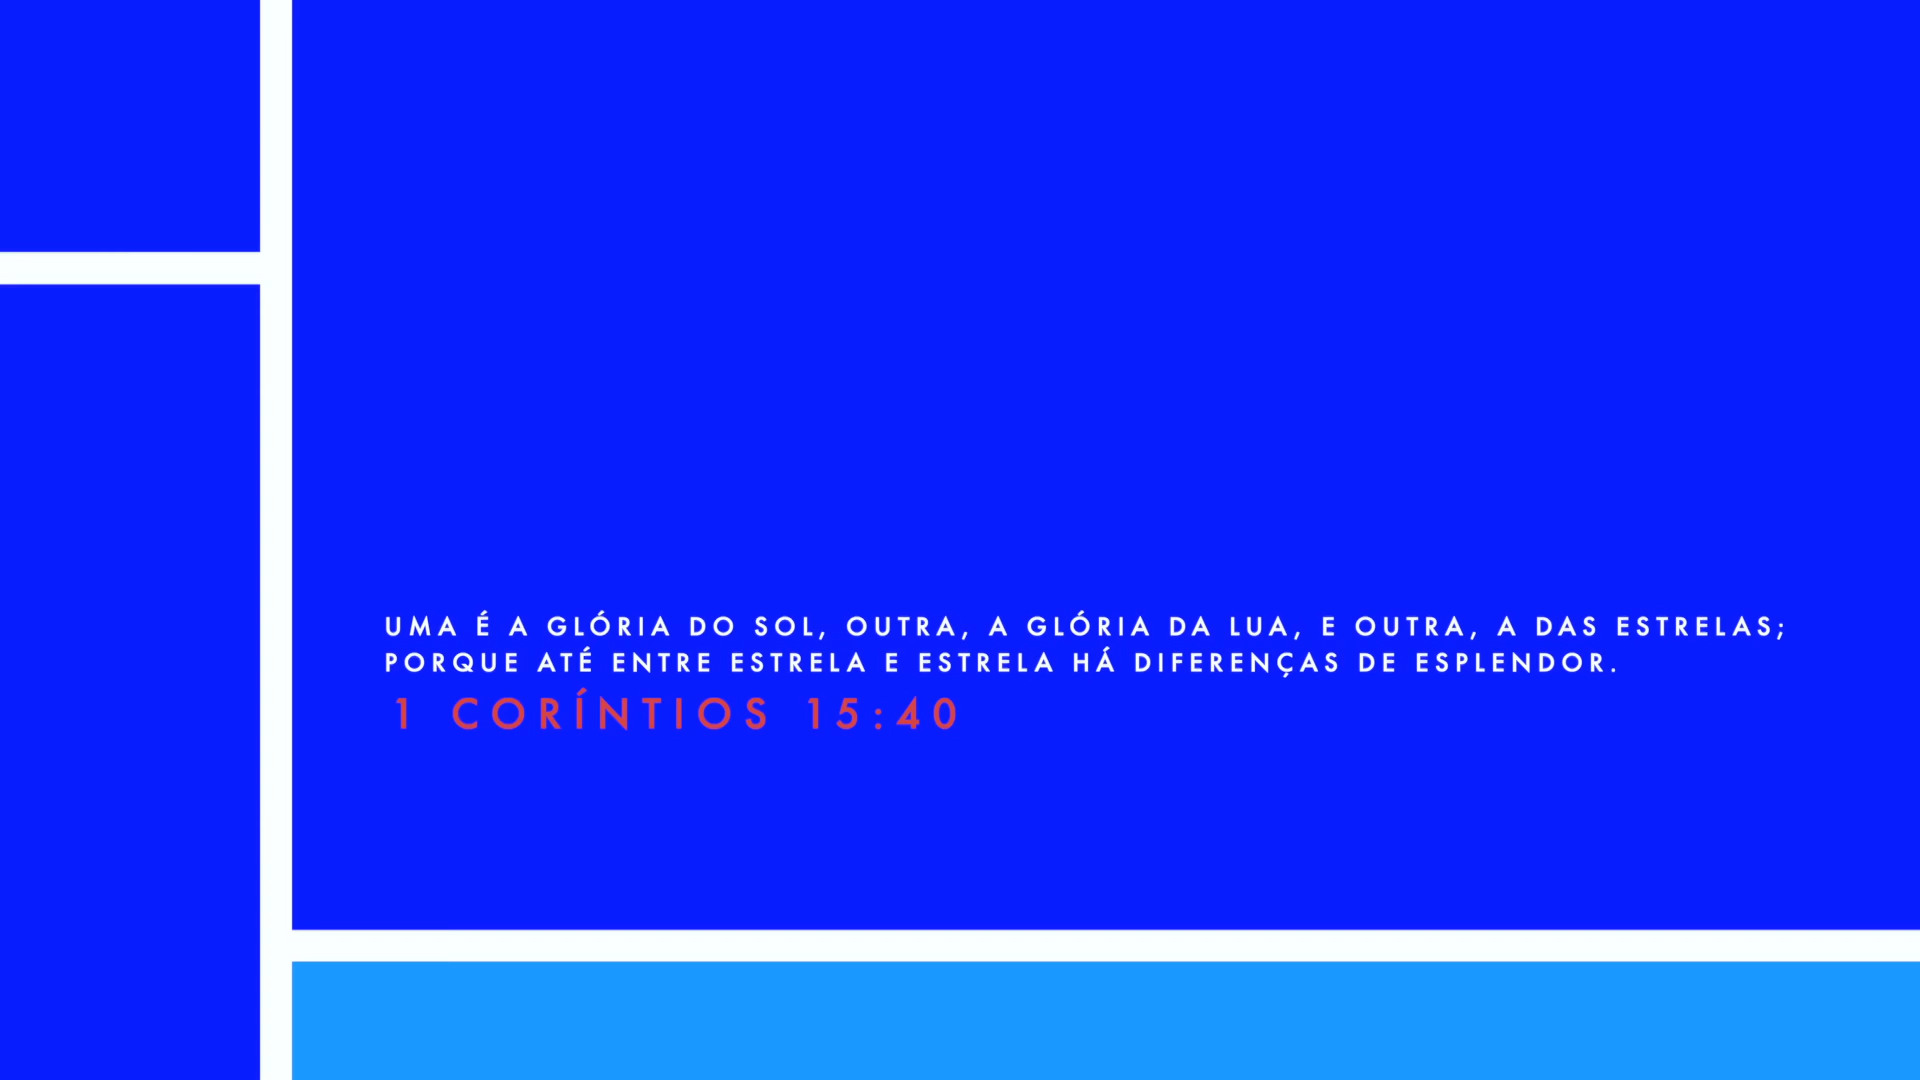 UMA É A GLÓRIA DO SOL, OUTRA, A GLÓRIA DA LUA, E OUTRA, A DAS ESTRELAS;
PORQUE ATÉ ENTRE ESTRELA E ESTRELA HÁ DIFERENÇAS DE ESPLENDOR.
1 CORÍNTIOS 15:40